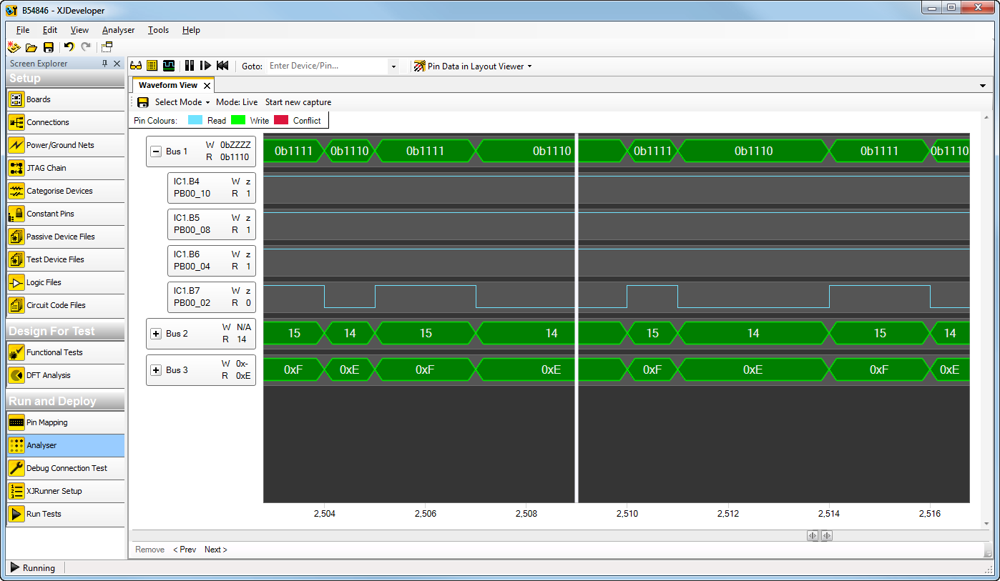 B54846 - XJDeveloper
File Edit View Analyser Tools Help
Screen Explorer
Setup
Boards
Connections
Power/Ground Nets
JTAG Chain
Categorise Devices
Constant Pins
Passive Device Files
Test Device Files
Logic Files
Circuit Code Files
Design For Test
Functional Tests
DFT Analysis
Run and Deploy
Pin Mapping
Analyser
Debug Connection Test
XJRunner Setup
Run Tests
Goto: Enter Device/Pin... Pin Data in Layout Viewer
Waveform View
Select Mode Mode: Live Start new capture
Pin Colours: Read Write Conflict
Bus 1 W 0bZZZZ R 0b1110
0b1111 0b1110 0b1111 0b1110 0b1111 0b1110 0b1111 0b1110
IC1.B4 W z
PB00_10 R 1
IC1.B5 W z
PB00_08 R 1
IC1.B6 W z
PB00_04 R 1
IC1.B7 W z
PB00_02 R 0
Bus 2 W N/A R 14
15 14 15 14 15 14 15 14
Bus 3 W 0x- R 0xE
0xF 0xE 0xF 0xE 0xF 0xE 0xF 0xE
2,504 2,506 2,508 2,510 2,512 2,514 2,516
Remove < Prev Next >
Running